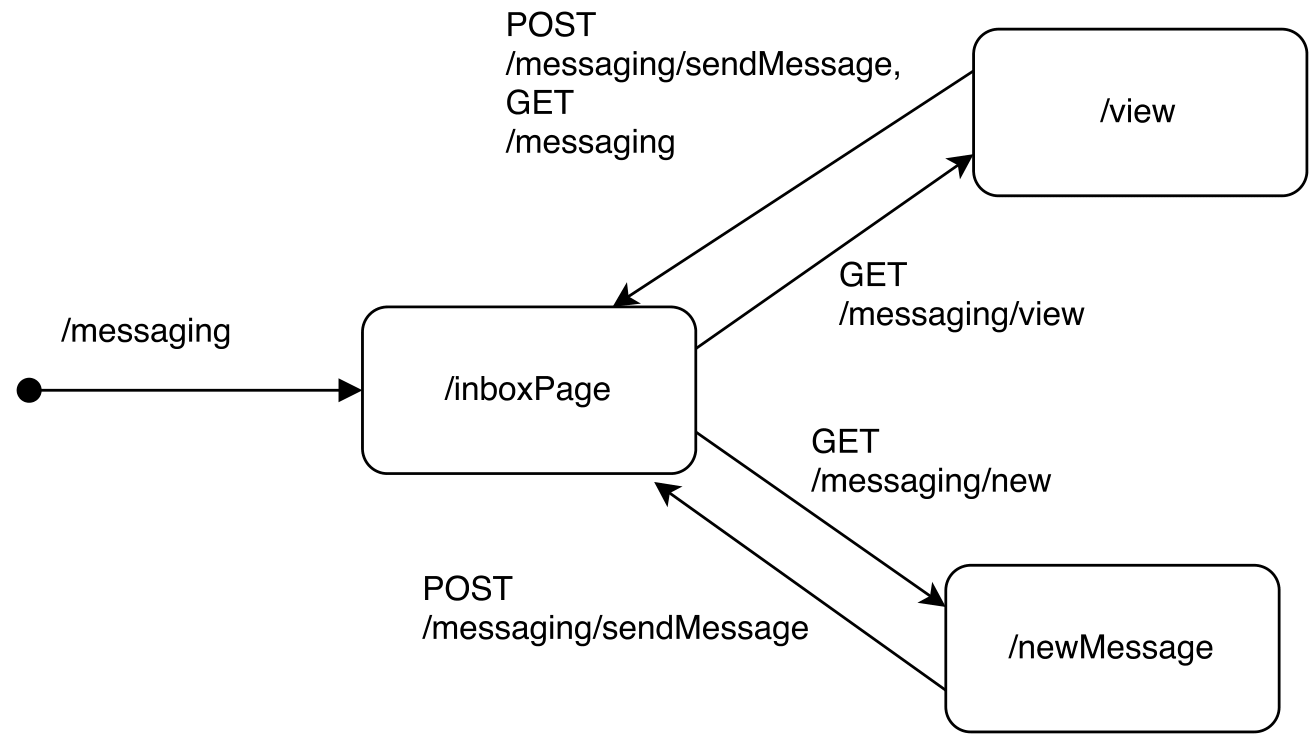 POST
/messaging/sendMessage,
GET
/messaging
/view
GET
/messaging/view
/messaging
/inboxPage
GET
/messaging/new
POST
/messaging/sendMessage
/newMessage